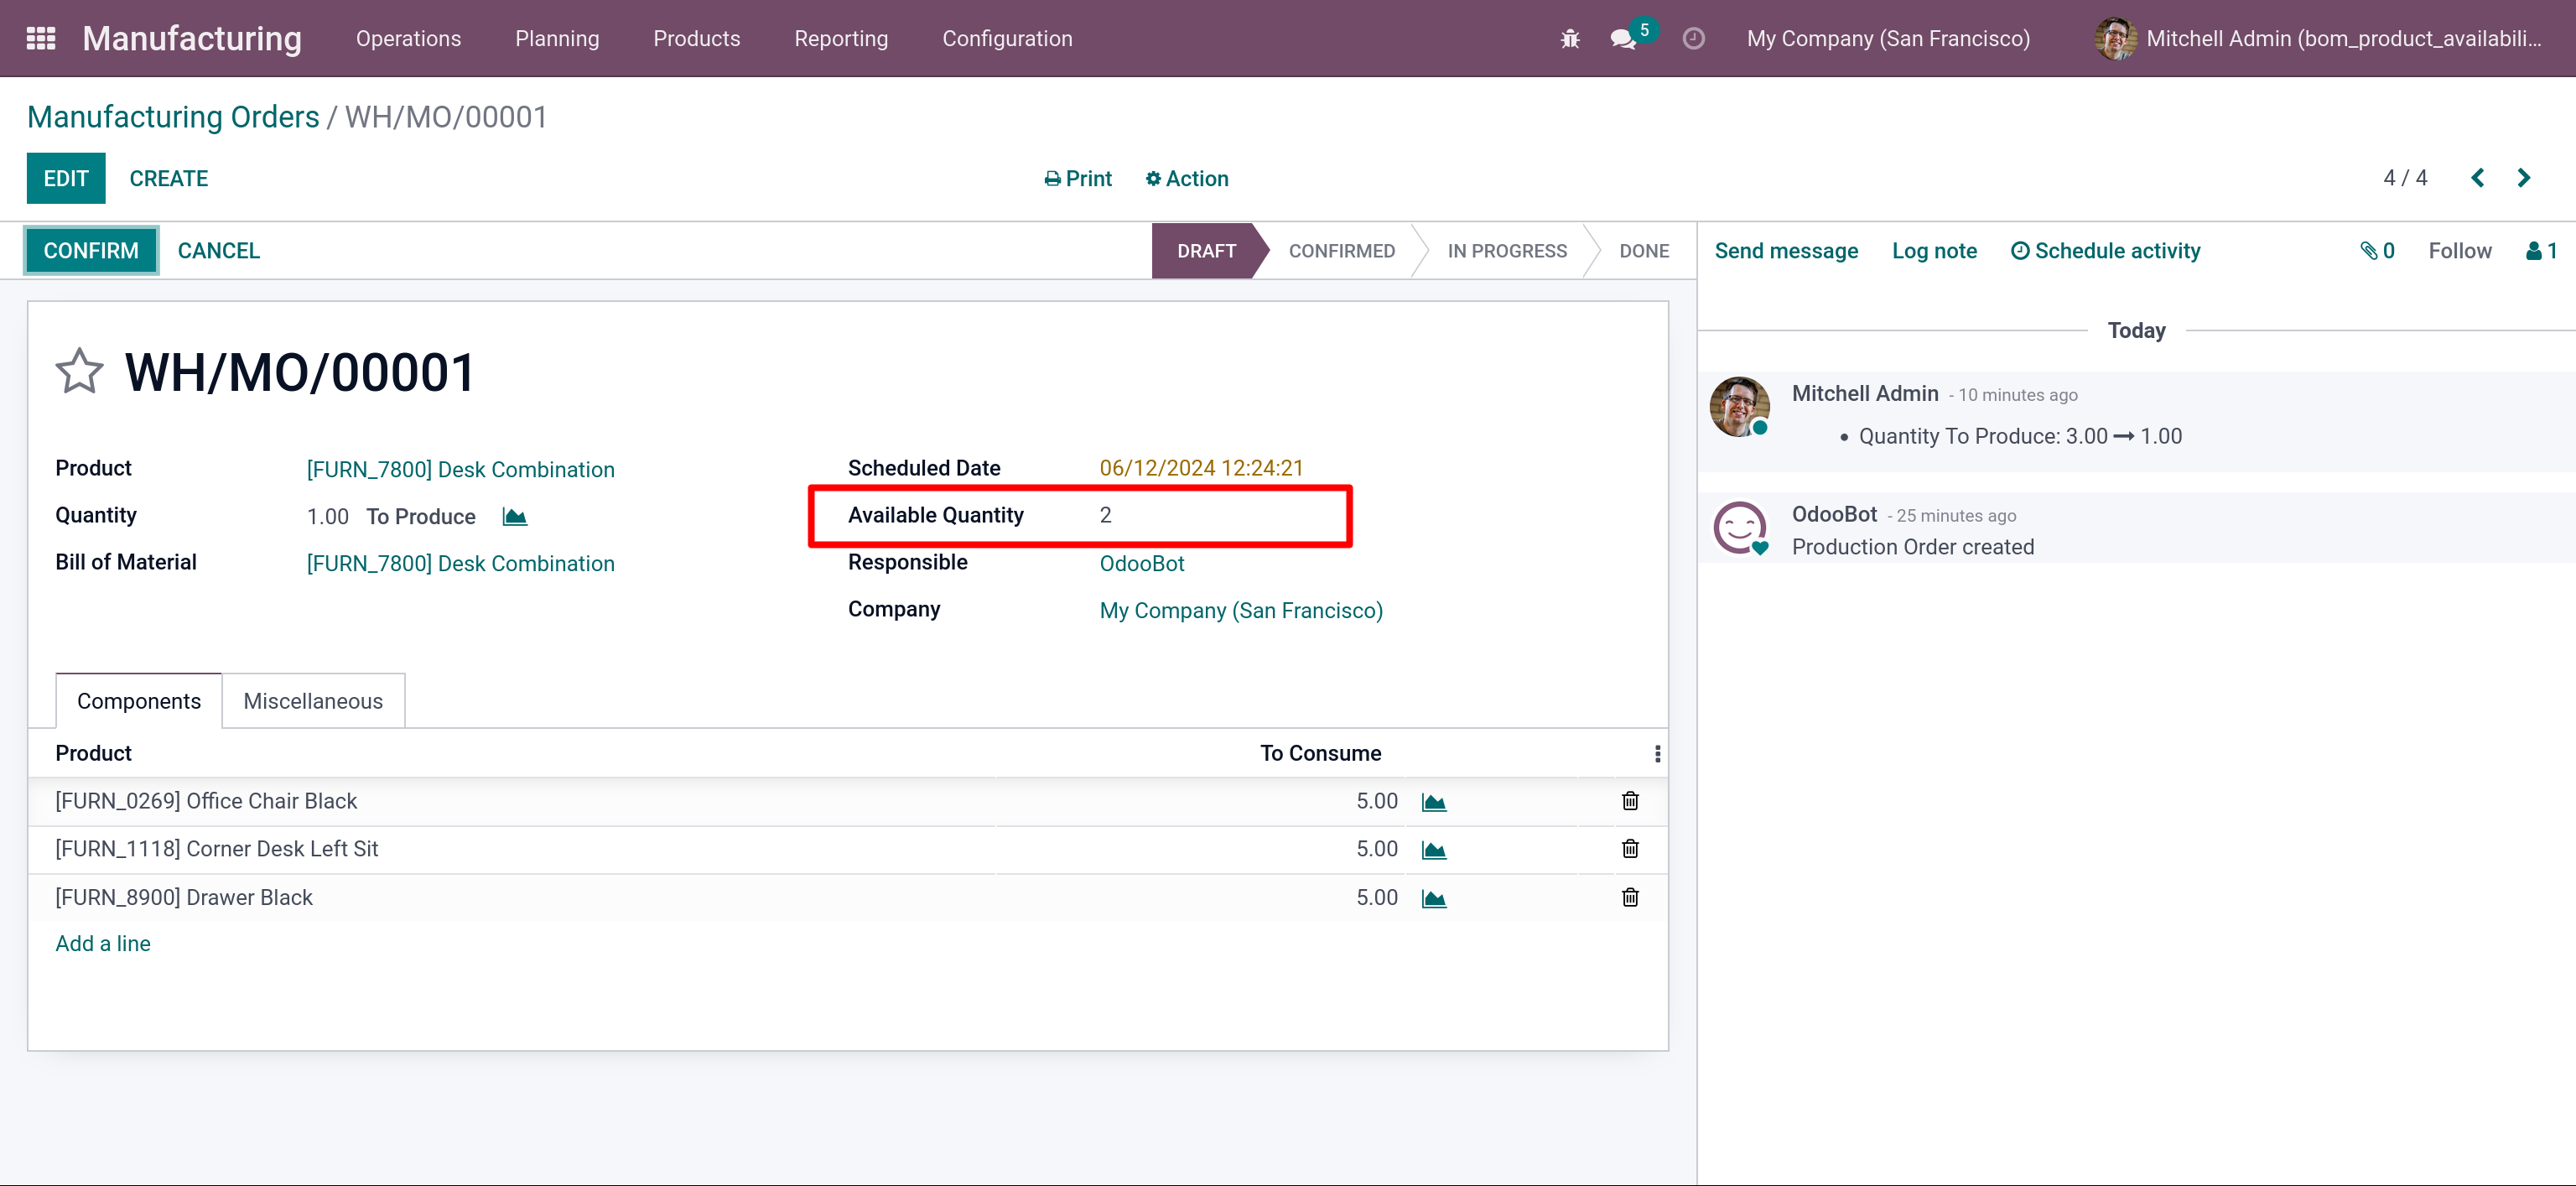 Manufacturing Operations Planning Products Reporting Configuration 5 My Company (San Francisco) Mitchell Admin (bom_product_availabili...
Manufacturing Orders / WH/MO/00001
EDIT CREATE Print Action 4 / 4
CONFIRM CANCEL DRAFT CONFIRMED IN PROGRESS DONE Send message Log note Schedule activity 0 Follow 1
Today
WH/MO/00001
Mitchell Admin - 10 minutes ago
Quantity To Produce: 3.00 → 1.00
Product [FURN_7800] Desk Combination Scheduled Date 06/12/2024 12:24:21
Quantity 1.00 To Produce Available Quantity 2
OdooBot - 25 minutes ago
Production Order created
Bill of Material [FURN_7800] Desk Combination Responsible OdooBot
Company My Company (San Francisco)
Components Miscellaneous
Product To Consume
[FURN_0269] Office Chair Black 5.00
[FURN_1118] Corner Desk Left Sit 5.00
[FURN_8900] Drawer Black 5.00
Add a line